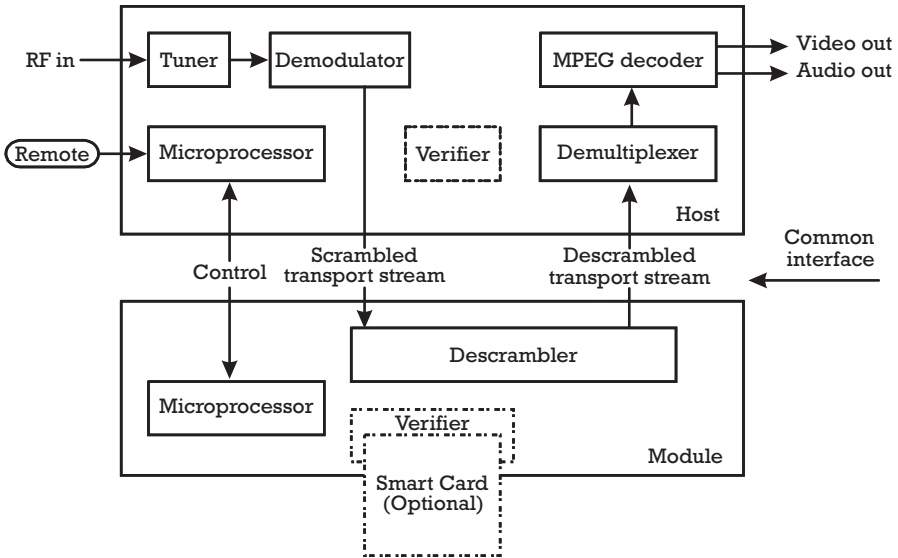 RF in
Tuner
Demodulator
MPEG decoder
Video out
Audio out
Remote
Microprocessor
Verifier
Demultiplexer
Host
Control
Scrambled
transport stream
Descrambled
transport stream
Common
interface
Descrambler
Microprocessor
Verifier
Module
Smart Card
(Optional)